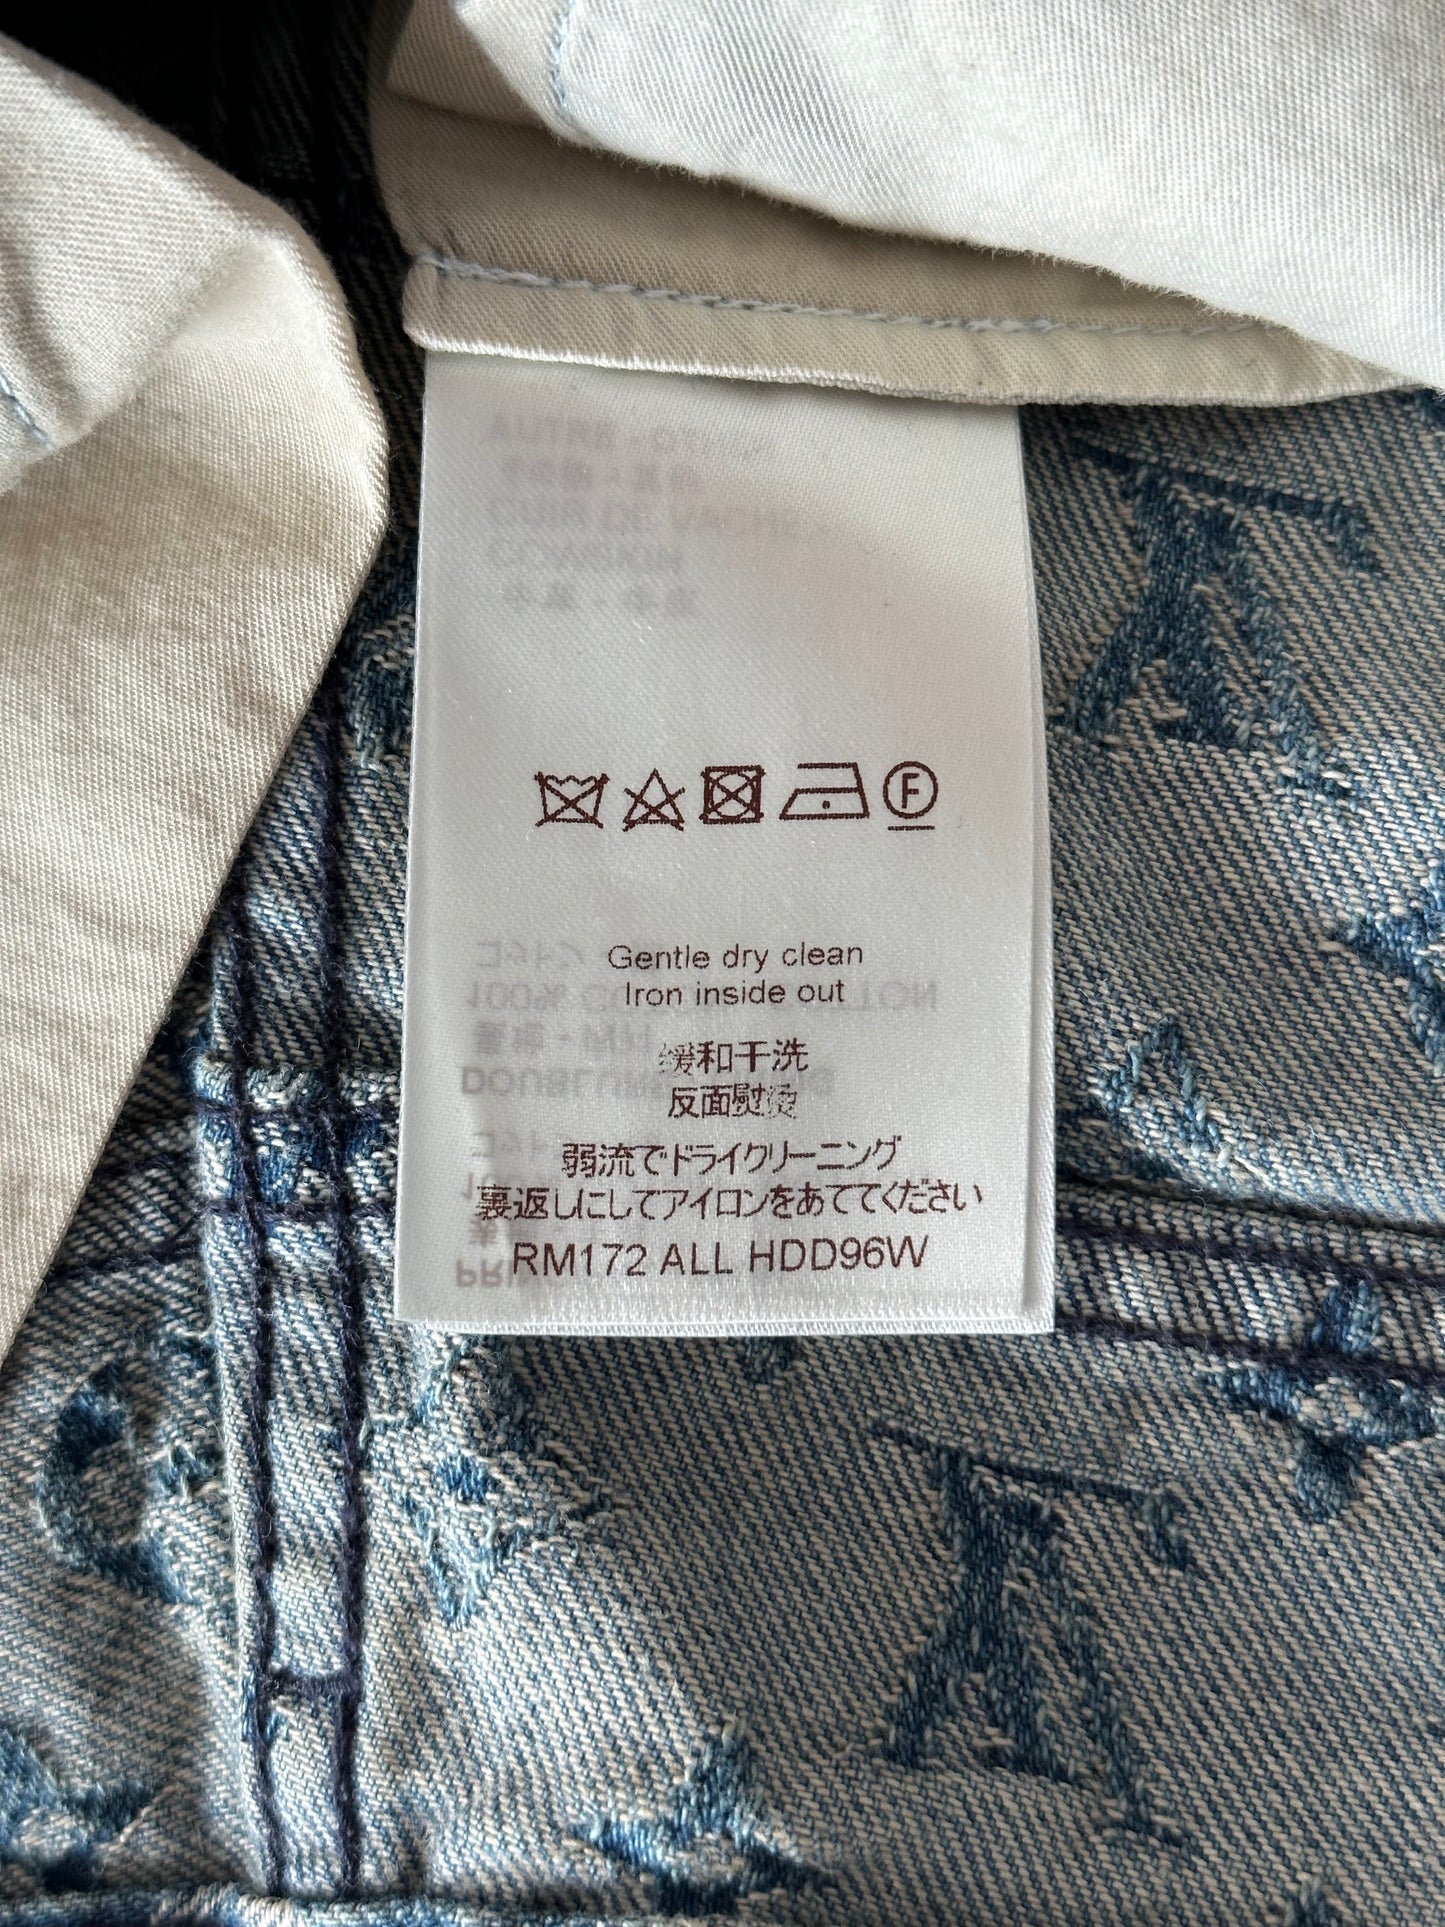 F
Gentle dry clean
Iron inside out
缓和干洗
反面熨烫
弱流でドライクリーニング
裏返しにしてアイロンをあててください
RM172 ALL HDD96W